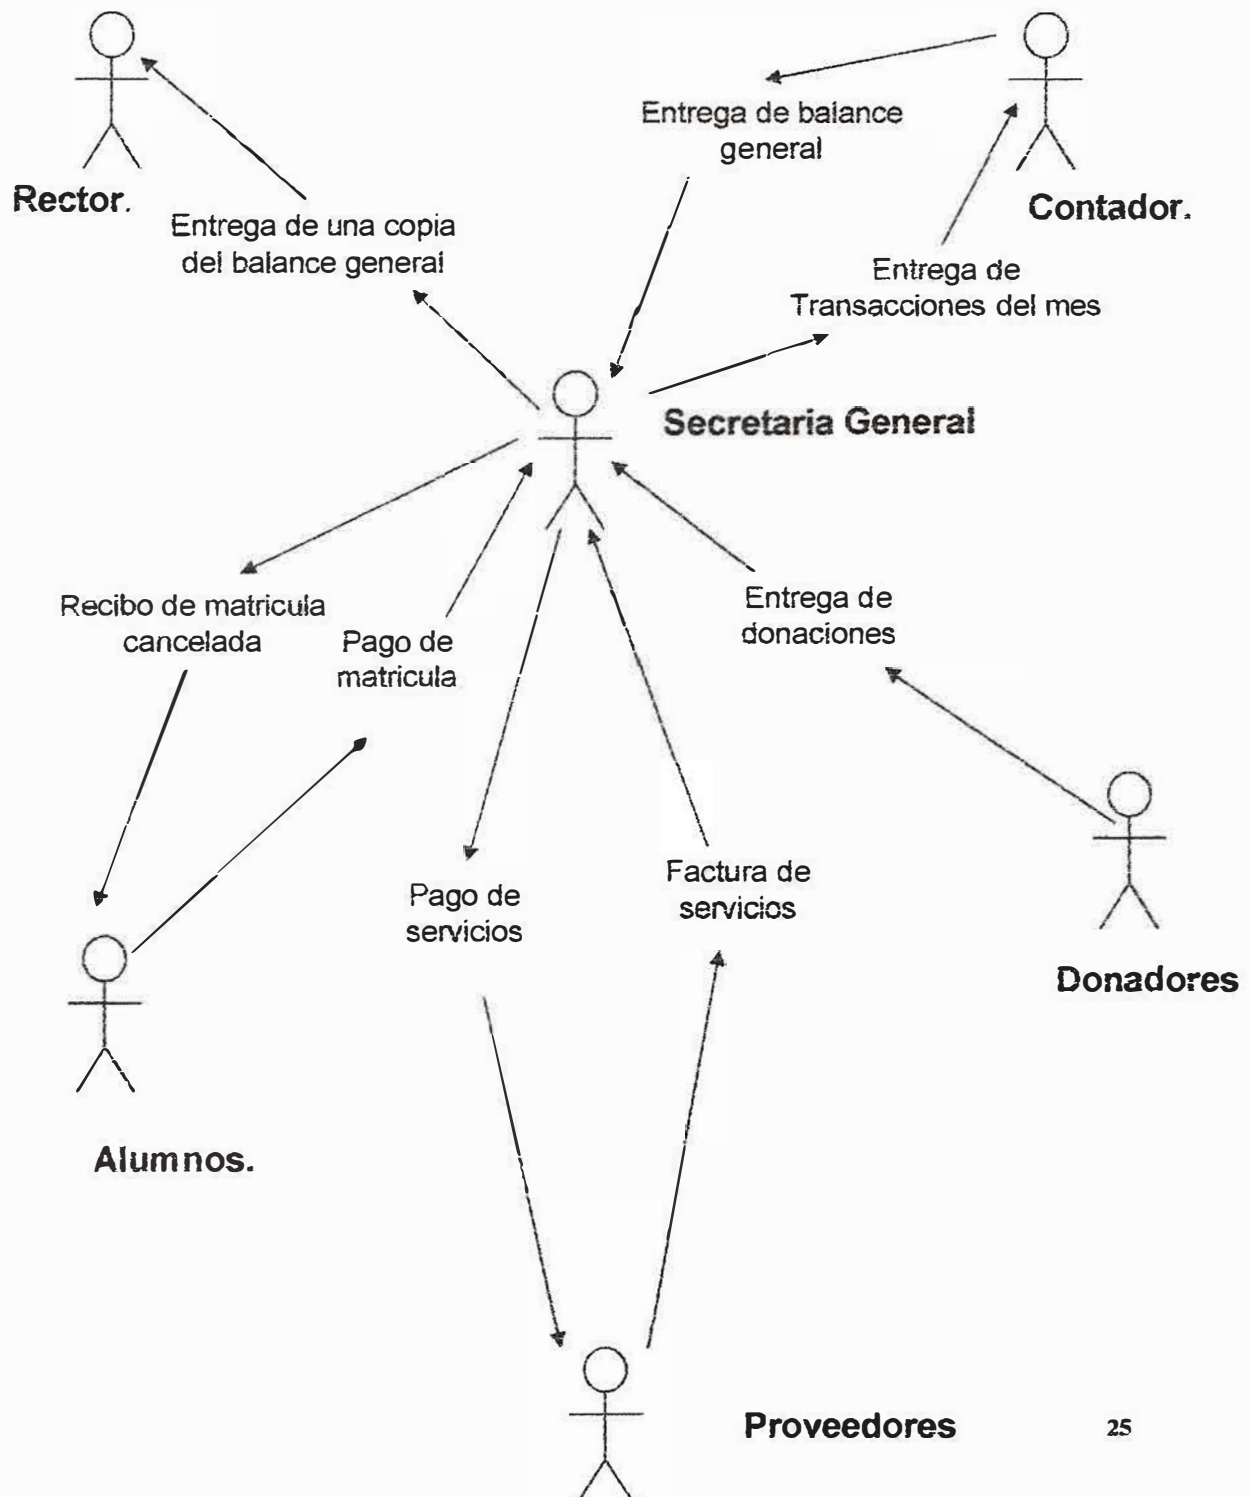 Entrega de balance
general
Rector.
Contador.
Entrega de una copia
del balance general
Entrega de
Transacciones del mes
Secretaria General
Recibo de matricula
cancelada
Pago de
matricula
Entrega de
donaciones
Pago de
servicios
Factura de
servicios
Donadores
Alumnos.
Proveedores
25